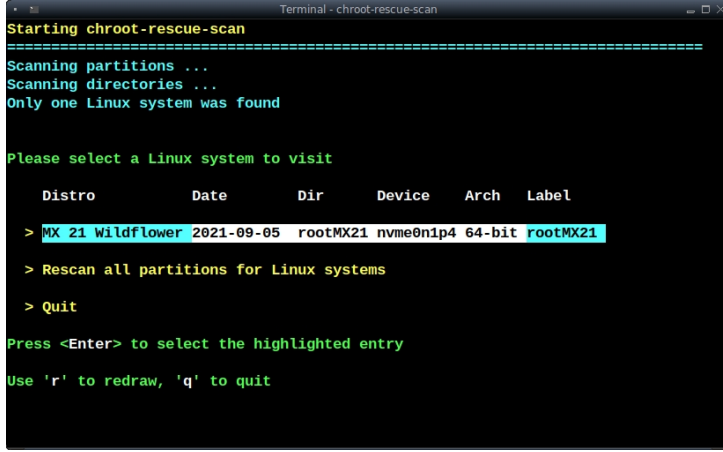 Terminal - chroot-rescue-scan
Starting chroot-rescue-scan
===============================================================================
Scanning partitions ...
Scanning directories ...
Only one Linux system was found
Please select a Linux system to visit
Distro Date Dir Device Arch Label
> MX 21 Wildflower 2021-09-05 rootMX21 nvme0n1p4 64-bit rootMX21
> Rescan all partitions for Linux systems
> Quit
Press <Enter> to select the highlighted entry
Use 'r' to redraw, 'q' to quit